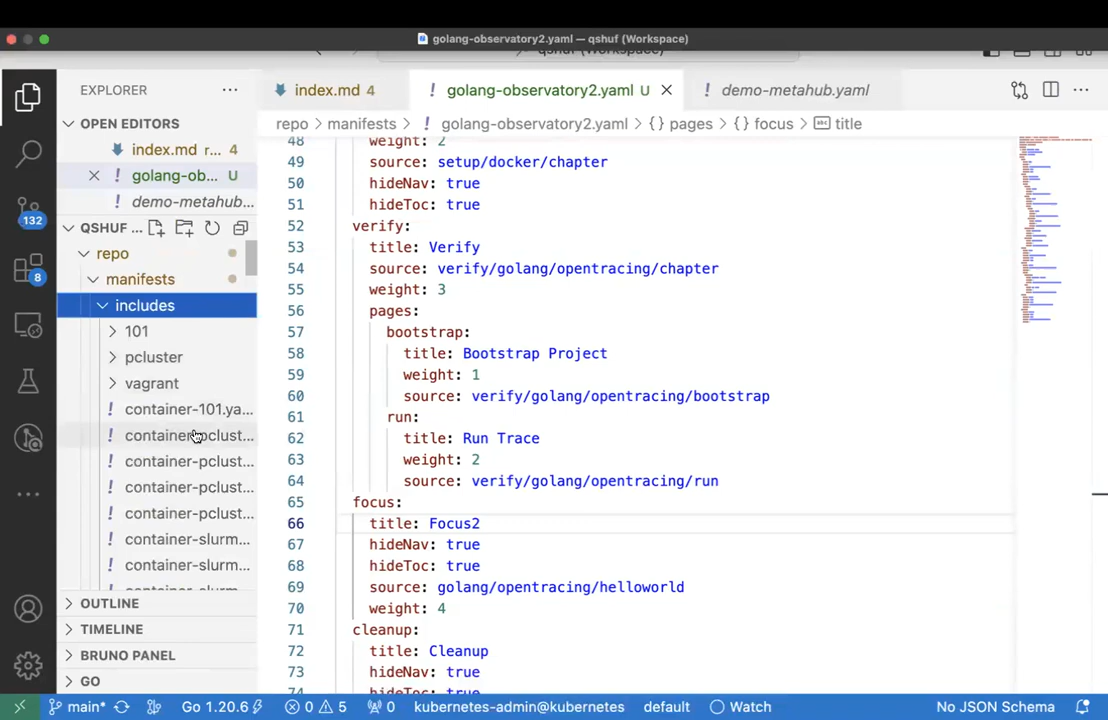 golang-observatory2.yaml — qshuf (Workspace)
qshuf (Workspace)
EXPLORER
index.md 4
golang-observatory2.yaml U
demo-metahub.yaml
OPEN EDITORS
repo > manifests > golang-observatory2.yaml > {} pages > {} focus > title
index.md r... 4
golang-ob... U
demo-metahub...
QSHUF ...
repo
manifests
includes
101
pcluster
vagrant
container-101.ya...
container-pclust...
container-pclust...
container-pclust...
container-pclust...
container-slurm...
container-slurm...
container-slurm...
OUTLINE
TIMELINE
BRUNO PANEL
GO
132
8
48 weight: 2
49 source: setup/docker/chapter
50 hideNav: true
51 hideToc: true
52 verify:
53 title: Verify
54 source: verify/golang/opentracing/chapter
55 weight: 3
56 pages:
57 bootstrap:
58 title: Bootstrap Project
59 weight: 1
60 source: verify/golang/opentracing/bootstrap
61 run:
62 title: Run Trace
63 weight: 2
64 source: verify/golang/opentracing/run
65 focus:
66 title: Focus2
67 hideNav: true
68 hideToc: true
69 source: golang/opentracing/helloworld
70 weight: 4
71 cleanup:
72 title: Cleanup
73 hideNav: true
74 hideToc: true
main* Go 1.20.6 0 5 0 kubernetes-admin@kubernetes default Watch No JSON Schema